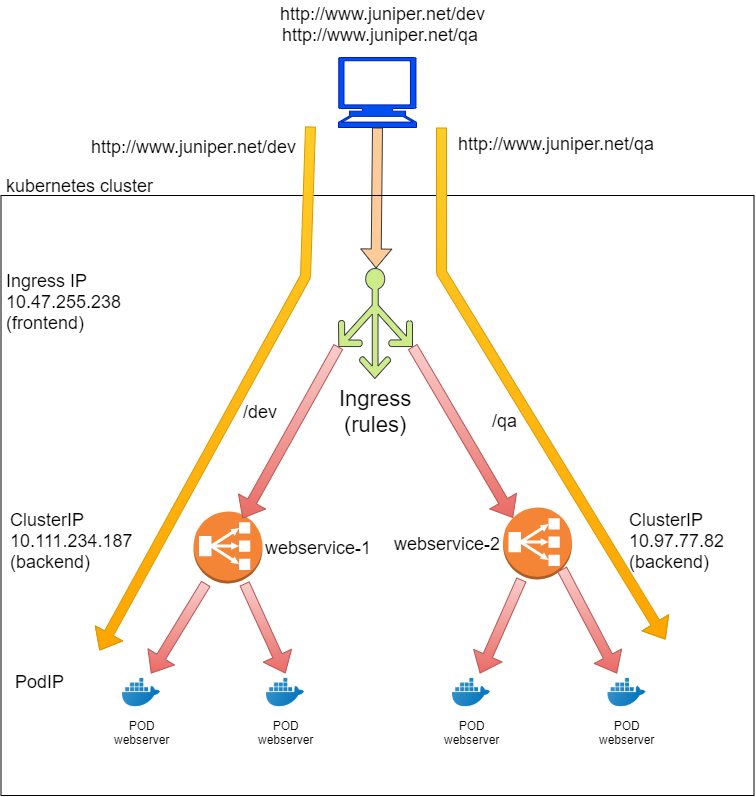 http://www.juniper.net/dev
http://www.juniper.net/qa
http://www.juniper.net/dev
http://www.juniper.net/qa
kubernetes cluster
Ingress IP
10.47.255.238
(frontend)
Ingress
(rules)
/dev
/qa
ClusterIP
10.111.234.187
(backend)
webservice-1
webservice-2
ClusterIP
10.97.77.82
(backend)
PodIP
POD
webserver
POD
webserver
POD
webserver
POD
webserver